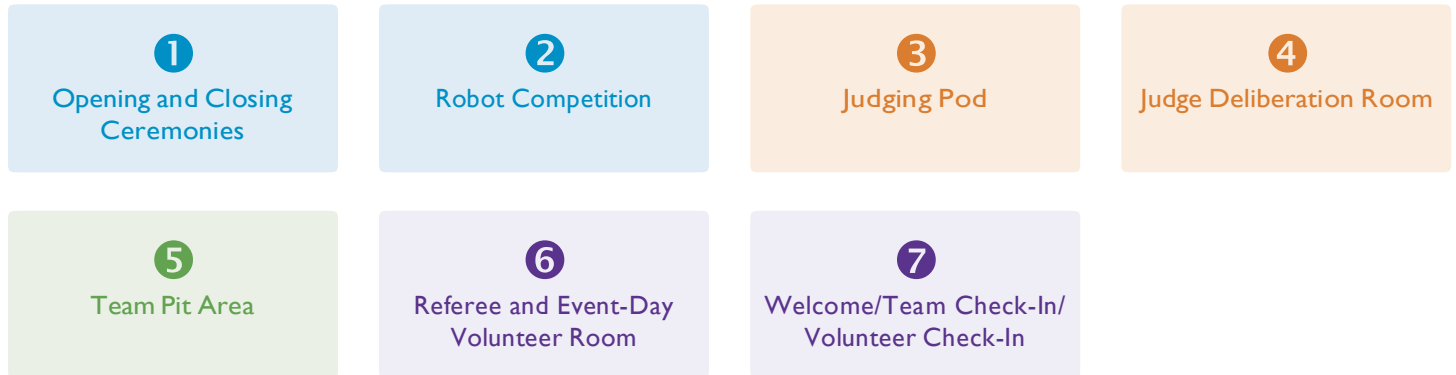 1
Opening and Closing
Ceremonies
2
Robot Competition
3
Judging Pod
4
Judge Deliberation Room
5
Team Pit Area
6
Referee and Event-Day
Volunteer Room
7
Welcome/Team Check-In/
Volunteer Check-In